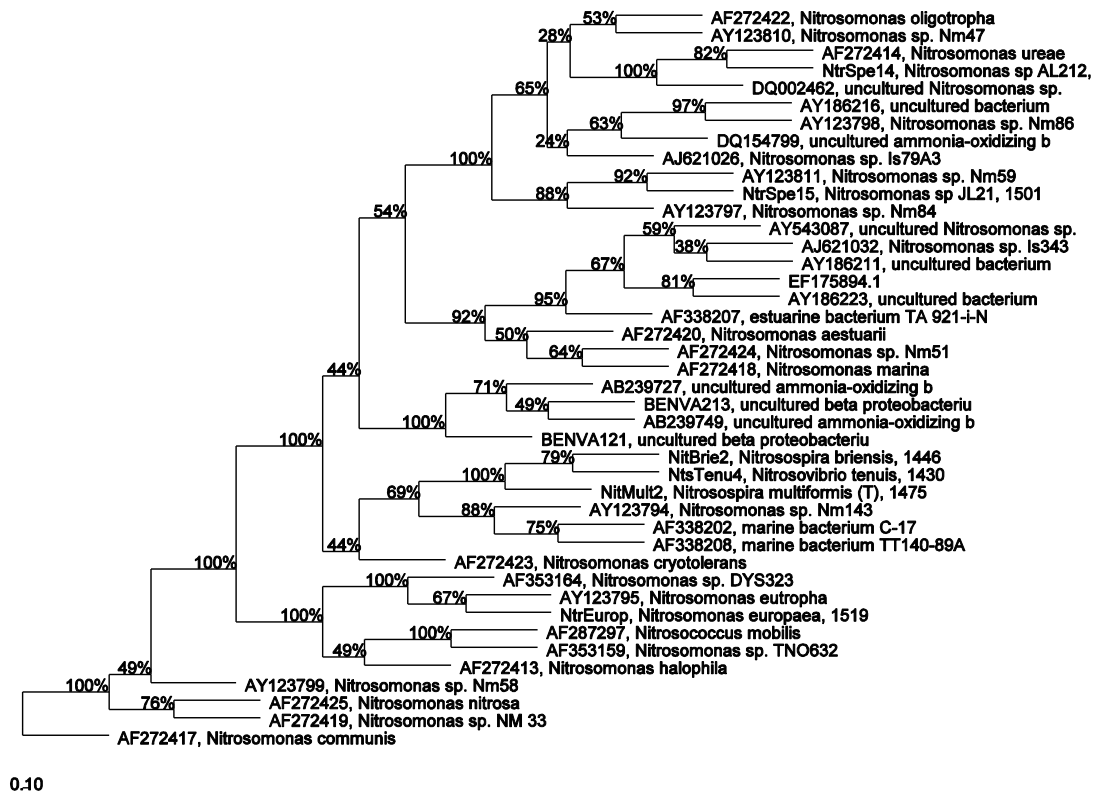 53% AF272422, Nitrosomonas oligotropha
28% AY123810, Nitrosomonas sp. Nm47
82% AF272414, Nitrosomonas ureae
100% NtrSpe14, Nitrosomonas sp AL212,
65% DQ002462, uncultured Nitrosomonas sp.
97% AY186216, uncultured bacterium
63% AY123798, Nitrosomonas sp. Nm86
24% DQ154799, uncultured ammonia-oxidizing b
100% AJ621026, Nitrosomonas sp. Is79A3
92% AY123811, Nitrosomonas sp. Nm59
88% NtrSpe15, Nitrosomonas sp JL21, 1501
54% AY123797, Nitrosomonas sp. Nm84
59% AY543087, uncultured Nitrosomonas sp.
38% AJ621032, Nitrosomonas sp. Is343
67% AY186211, uncultured bacterium
81% EF175894.1
95% AY186223, uncultured bacterium
92% AF338207, estuarine bacterium TA 921-i-N
50% AF272420, Nitrosomonas aestuarii
64% AF272424, Nitrosomonas sp. Nm51
44% AF272418, Nitrosomonas marina
71% AB239727, uncultured ammonia-oxidizing b
49% BENVA213, uncultured beta proteobacteriu
100% AB239749, uncultured ammonia-oxidizing b
100% BENVA121, uncultured beta proteobacteriu
79% NitBrie2, Nitrosospira briensis, 1446
100% NtsTenu4, Nitrosovibrio tenuis, 1430
69% NitMult2, Nitrosospira multiformis (T), 1475
88% AY123794, Nitrosomonas sp. Nm143
75% AF338202, marine bacterium C-17
44% AF338208, marine bacterium TT140-89A
100% AF272423, Nitrosomonas cryotolerans
100% AF353164, Nitrosomonas sp. DYS323
67% AY123795, Nitrosomonas eutropha
100% NtrEurop, Nitrosomonas europaea, 1519
100% AF287297, Nitrosococcus mobilis
49% AF353159, Nitrosomonas sp. TNO632
49% AF272413, Nitrosomonas halophila
100% AY123799, Nitrosomonas sp. Nm58
76% AF272425, Nitrosomonas nitrosa
AF272419, Nitrosomonas sp. NM 33
AF272417, Nitrosomonas communis
0.10